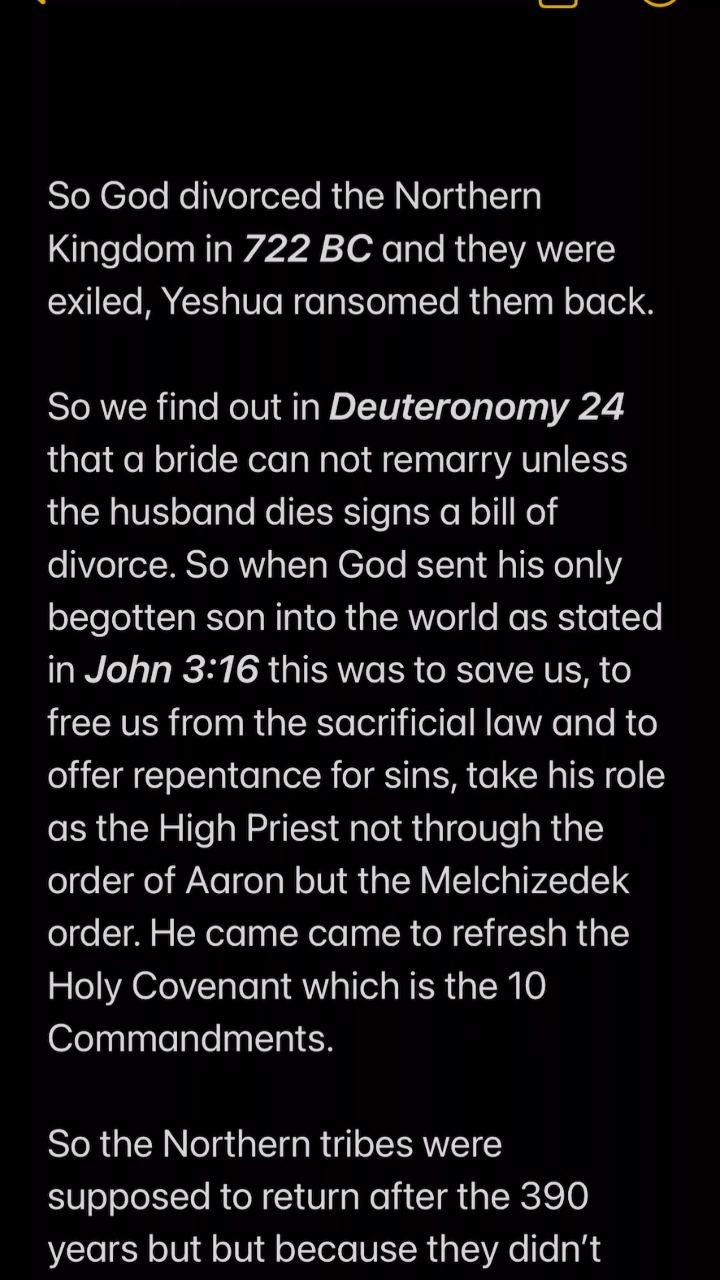 So God divorced the Northern
Kingdom in 722 BC and they were
exiled, Yeshua ransomed them back.
So we find out in Deuteronomy 24
that a bride can not remarry unless
the husband dies signs a bill of
divorce. So when God sent his only
begotten son into the world as stated
in John 3:16 this was to save us, to
free us from the sacrificial law and to
offer repentance for sins, take his role
as the High Priest not through the
order of Aaron but the Melchizedek
order. He came came to refresh the
Holy Covenant which is the 10
Commandments.
So the Northern tribes were
supposed to return after the 390
years but but because they didn’t